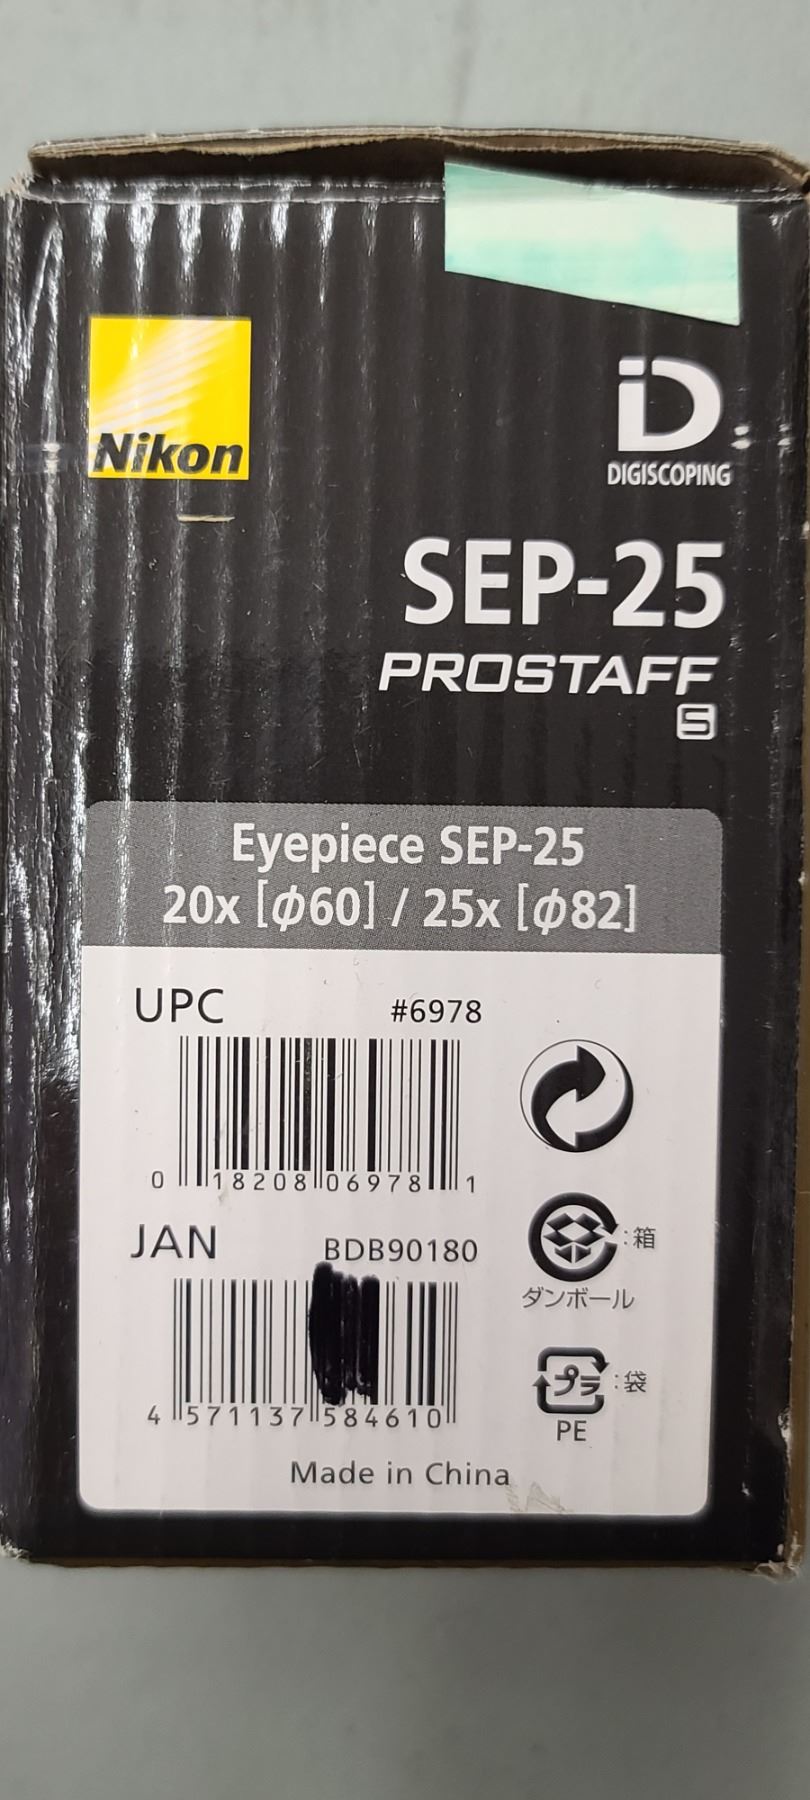 Nikon
iD
DIGISCOPING
SEP-25
PROSTAFF
S
Eyepiece SEP-25
20x [φ60] / 25x [φ82]
UPC #6978
0 18208 06978 1
JAN BDB90180
4 571137 584610
:箱
ダンボール
プラ :袋
PE
Made in China